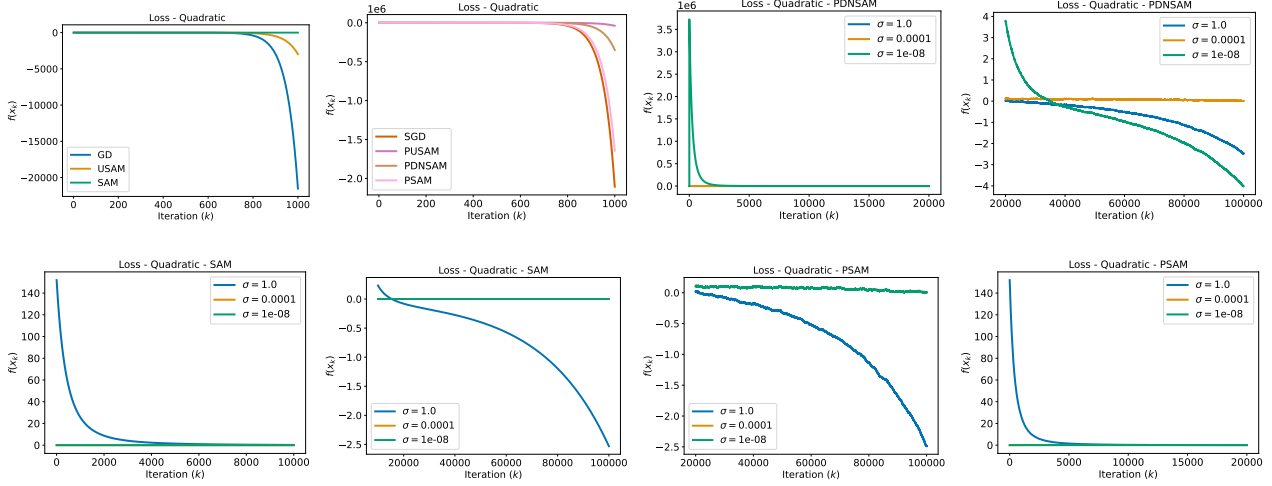 Loss - Quadratic
f(x_k)
0
−5000
−10000
−15000
−20000
GD
USAM
SAM
0 200 400 600 800 1000
Iteration (k)
1e6
Loss - Quadratic
f(x_k)
0.0
−0.5
−1.0
−1.5
−2.0
SGD
PUSAM
PDNSAM
PSAM
0 200 400 600 800 1000
Iteration (k)
1e6
Loss - Quadratic - PDNSAM
f(x_k)
3.5
3.0
2.5
2.0
1.5
1.0
0.5
0.0
σ = 1.0
σ = 0.0001
σ = 1e-08
0 5000 10000 15000 20000
Iteration (k)
Loss - Quadratic - PDNSAM
f(x_k)
4
3
2
1
0
−1
−2
−3
−4
σ = 1.0
σ = 0.0001
σ = 1e-08
20000 40000 60000 80000 100000
Iteration (k)
Loss - Quadratic - SAM
f(x_k)
140
120
100
80
60
40
20
0
σ = 1.0
σ = 0.0001
σ = 1e-08
0 2000 4000 6000 8000 10000
Iteration (k)
Loss - Quadratic - SAM
f(x_k)
0.0
−0.5
−1.0
−1.5
−2.0
−2.5
σ = 1.0
σ = 0.0001
σ = 1e-08
20000 40000 60000 80000 100000
Iteration (k)
Loss - Quadratic - PSAM
f(x_k)
0.0
−0.5
−1.0
−1.5
−2.0
−2.5
σ = 1.0
σ = 0.0001
σ = 1e-08
20000 40000 60000 80000 100000
Iteration (k)
Loss - Quadratic - PSAM
f(x_k)
140
120
100
80
60
40
20
0
σ = 1.0
σ = 0.0001
σ = 1e-08
0 5000 10000 15000 20000
Iteration (k)